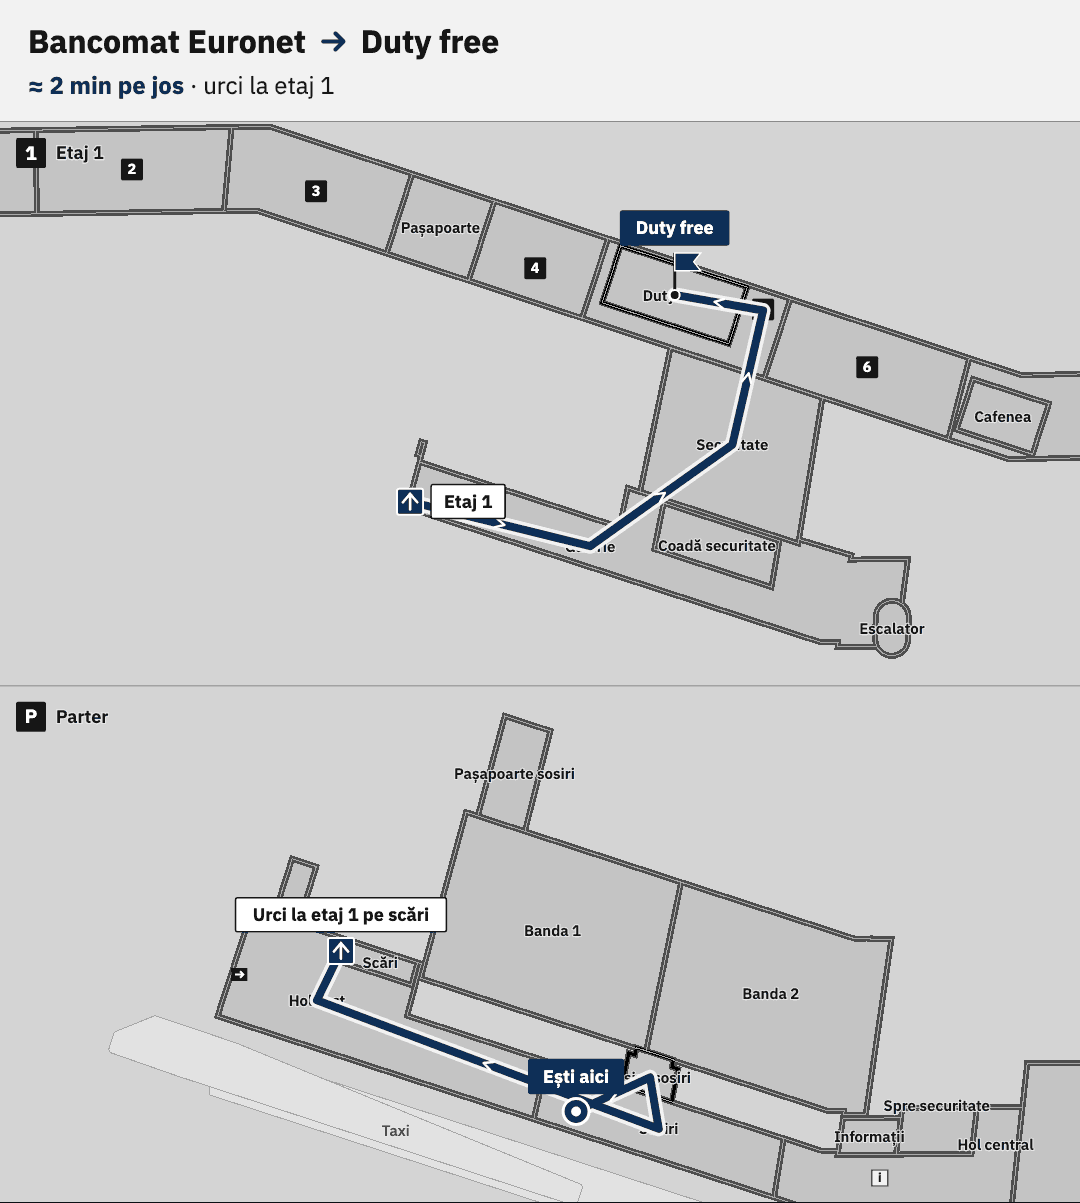 Bancomat Euronet → Duty free
≈ 2 min pe jos · urci la etaj 1
1 Etaj 1
2
3
Pașapoarte
4
Duty free
6
Cafenea
Etaj 1
Coadă securitate
Escalator
P Parter
Pașapoarte sosiri
Urci la etaj 1 pe scări
Banda 1
Scări
Banda 2
Ești aici
sosiri
Spre securitate
Taxi
Informații
Hol central
i